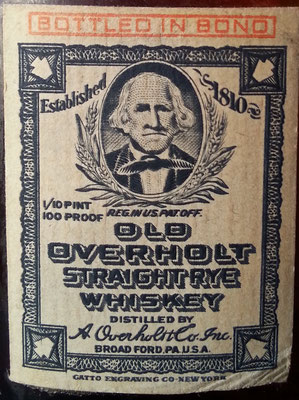 BOTTLED IN BOND
Established 1810
1/10 PINT
100 PROOF
REG. IN U.S. PAT. OFF.
OLD
OVERHOLT
STRAIGHT RYE
WHISKEY
DISTILLED BY
A. Overholt & Co. Inc.
BROAD FORD, PA. U.S.A.
GATTO ENGRAVING CO-NEW YORK